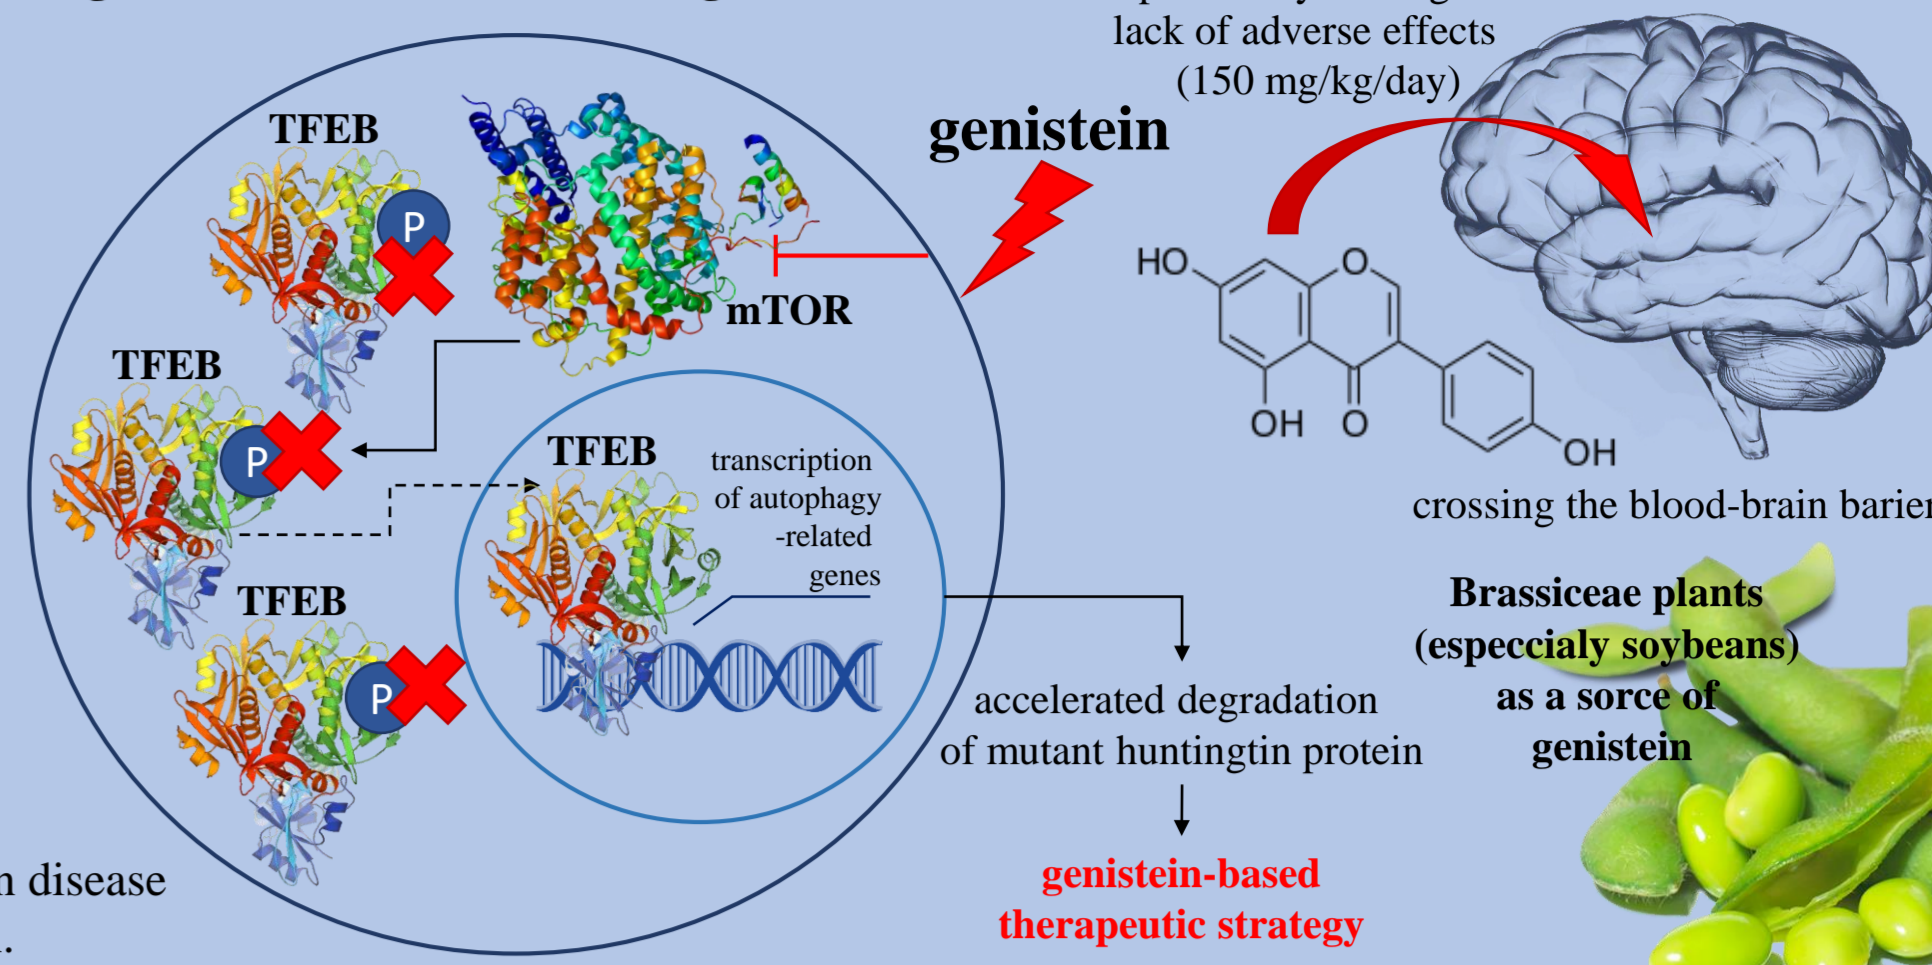 lack of adverse effects
(150 mg/kg/day)
genistein
TFEB
P
mTOR
HO
O
OH
O
OH
TFEB
P
TFEB
transcription
of autophagy
-related
genes
crossing the blood-brain barier
TFEB
P
accelerated degradation
of mutant huntingtin protein
genistein-based
therapeutic strategy
Brassiceae plants
(especcialy soybeans)
as a sorce of
genistein
disease